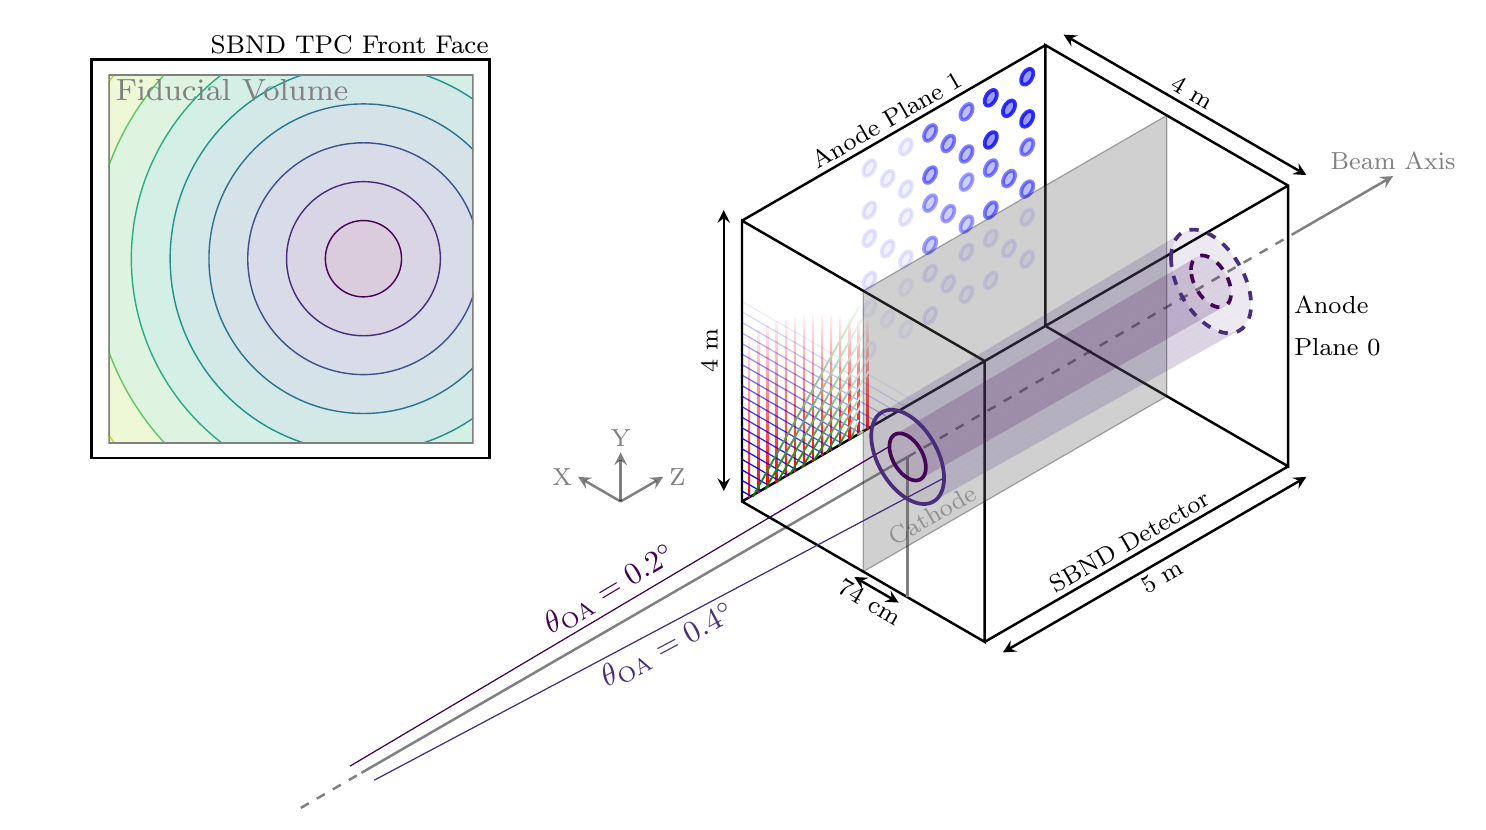 SBND TPC Front Face
Fiducial Volume
Anode Plane 1
4 m
Beam Axis
Anode
Plane 0
4 m
Y
X
Z
Cathode
SBND Detector
5 m
74 cm
θOA = 0.2°
θOA = 0.4°